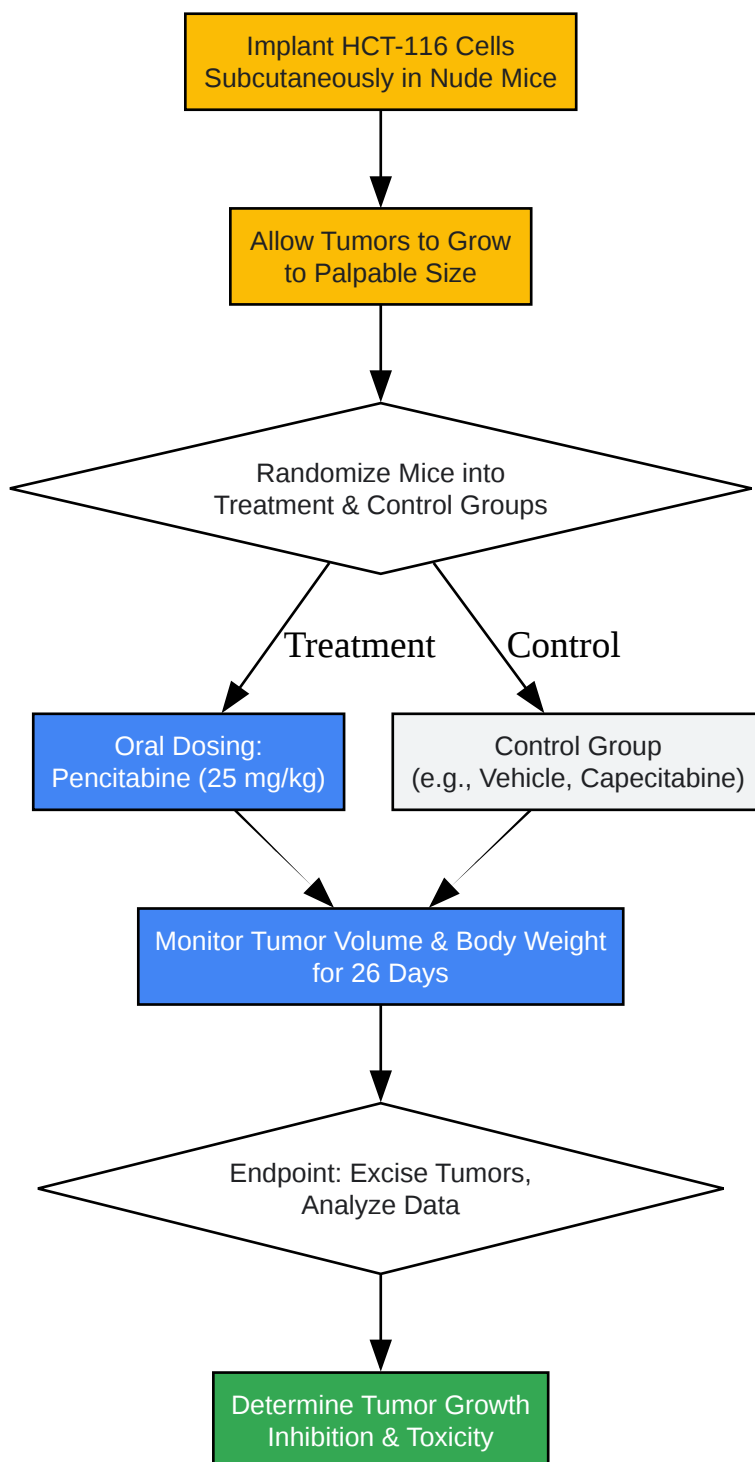 Implant HCT-116 Cells
Subcutaneously in Nude Mice
Allow Tumors to Grow
to Palpable Size
Randomize Mice into
Treatment & Control Groups
Treatment
Control
Oral Dosing:
Pencitabine (25 mg/kg)
Control Group
(e.g., Vehicle, Capecitabine)
Monitor Tumor Volume & Body Weight
for 26 Days
Endpoint: Excise Tumors,
Analyze Data
Determine Tumor Growth
Inhibition & Toxicity